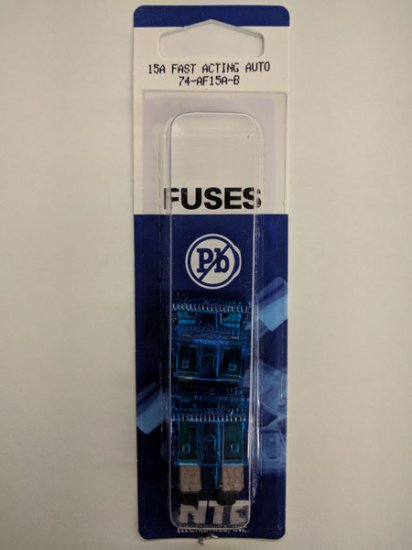 15A FAST ACTING AUTO
74-AF15A-B
FUSES
Pb
NTE
ELECTRONICS, INC.